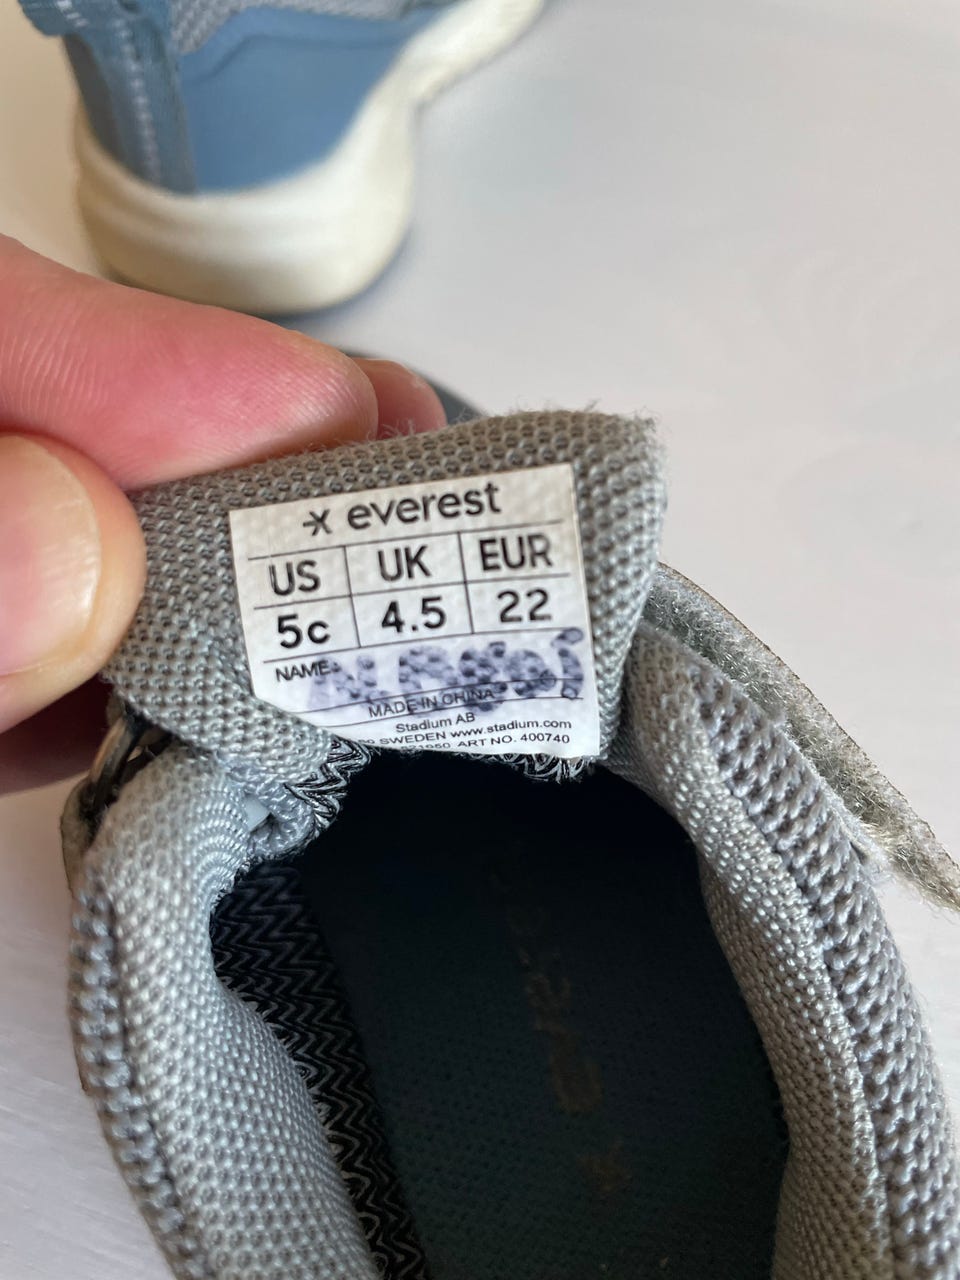 everest
US UK EUR
5c 4.5 22
NAME:
MADE IN CHINA
Stadium AB
SWEDEN www.stadium.com
ART NO. 400740